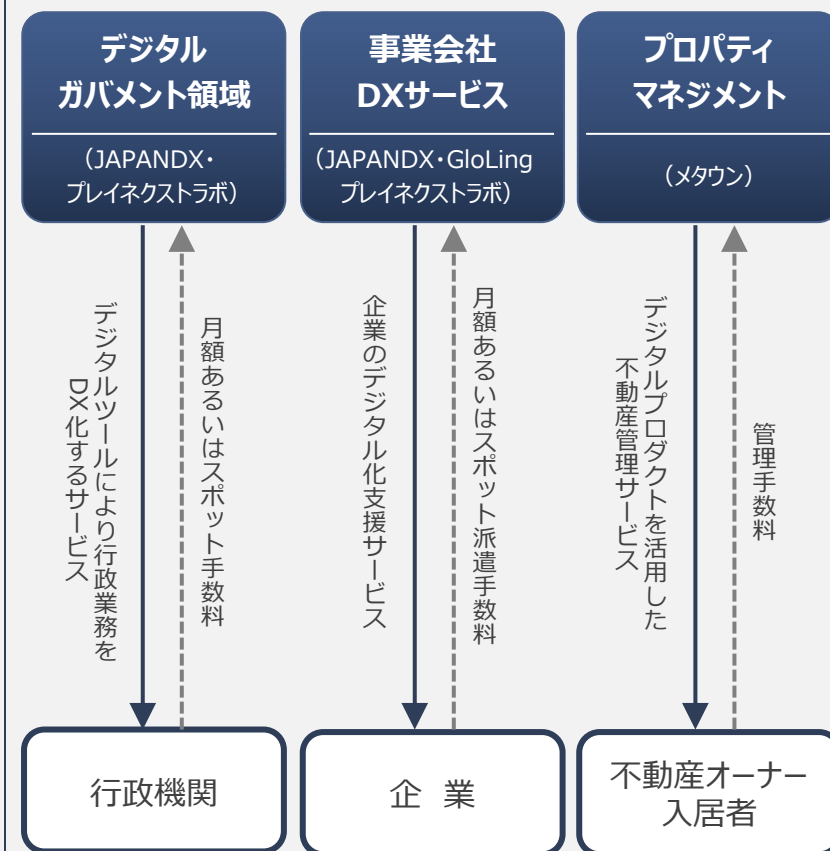 デジタル
ガバメント領域
（JAPANDX・
プレイネクストラボ）
事業会社
DXサービス
（JAPANDX・GloLing
プレイネクストラボ）
プロパティ
マネジメント
（メタウン）
デジタルツールにより行政業務を
DX化するサービス
月額あるいはスポット手数料
企業のデジタル化支援サービス
月額あるいはスポット派遣手数料
デジタルプロダクトを活用した
不動産管理サービス
管理手数料
行政機関
企　業
不動産オーナー
入居者